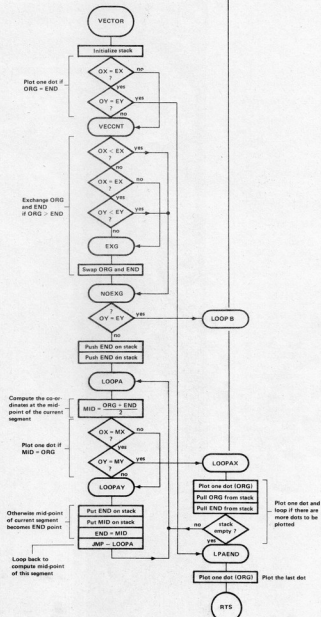 VECTOR
Initialize stack
Plot one dot if
ORG = END
OX = EX
?
no
yes
OY = EY
?
yes
no
VECCNT
Exchange ORG
and END
if ORG > END
OX < EX
?
yes
no
OX = EX
?
no
yes
OY < EY
?
yes
no
EXG
Swap ORG and END
NOEXG
OY = EY
?
yes
LOOP B
no
Push END on stack
Push END on stack
LOOPA
Compute the co-
ordinates at the mid-
point of the current
segment
MID = ORG + END
2
Plot one dot if
MID = ORG
OX = MX
?
no
yes
OY = MY
?
yes
no
LOOPAX
LOOPAY
Plot one dot (ORG)
Pull ORG from stack
Pull END from stack
Plot one dot and
loop if there are
more dots to be
plotted
Otherwise mid-point
of current segment
becomes END point
Put END on stack
Put MID on stack
END = MID
JMP – LOOPA
no
stack
empty ?
yes
LPAEND
Loop back to
compute mid-point
of this segment
Plot one dot (ORG)
Plot the last dot
RTS